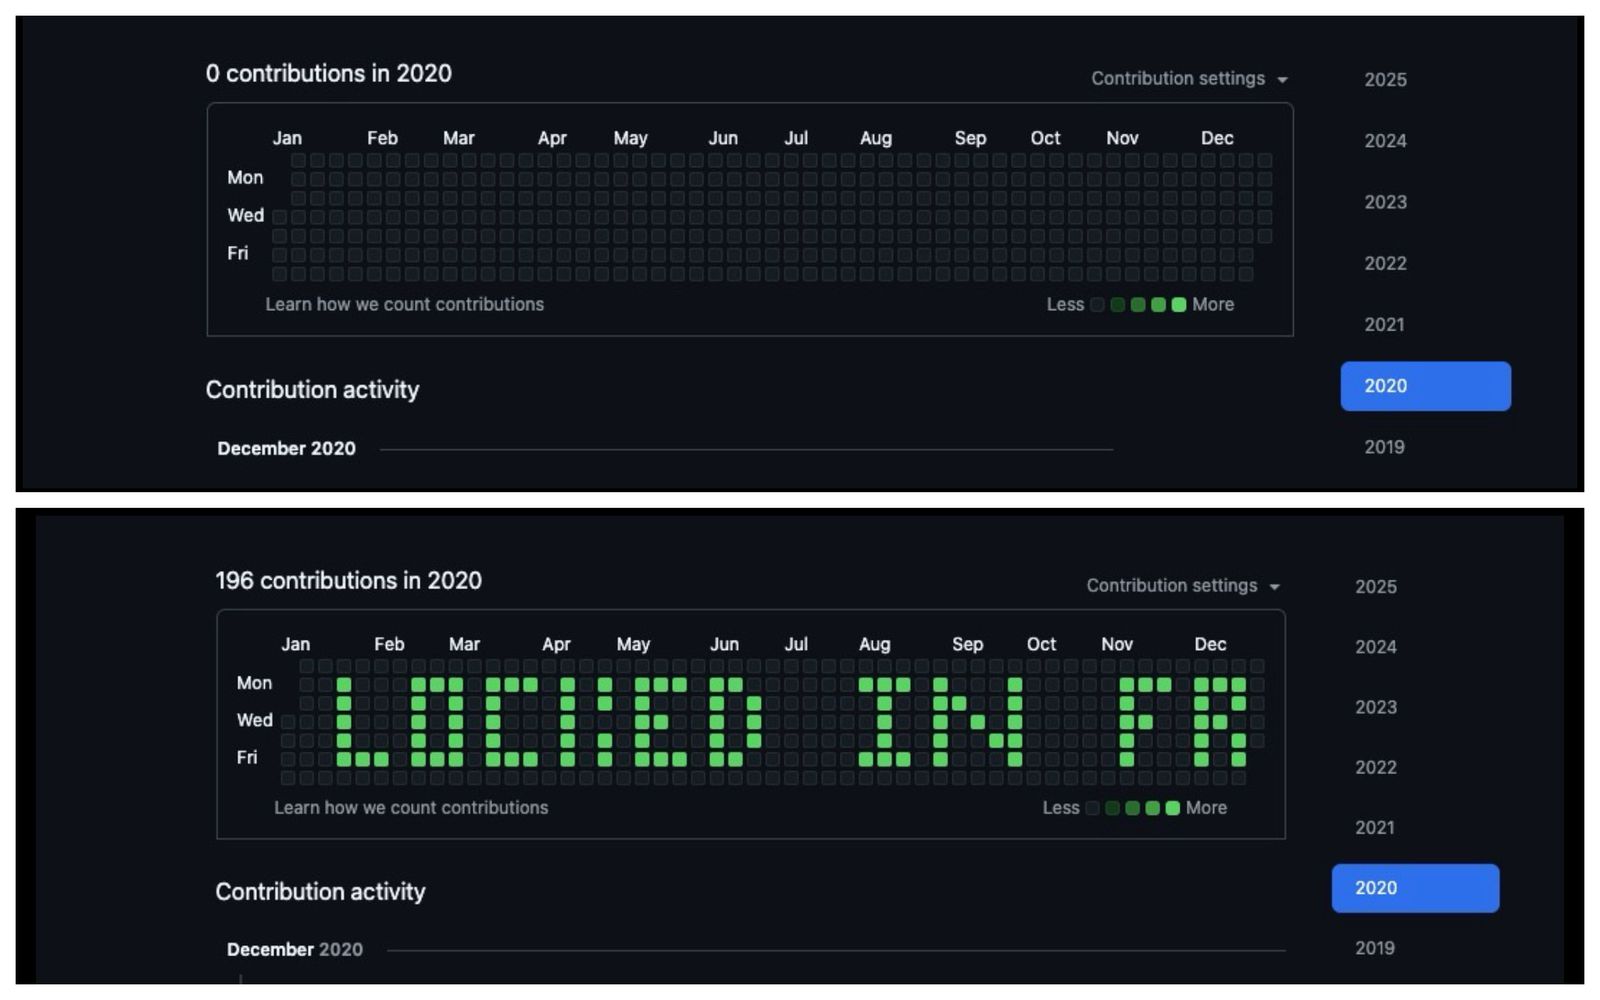 0 contributions in 2020
Contribution settings
2025
Jan Feb Mar Apr May Jun Jul Aug Sep Oct Nov Dec
2024
Mon
2023
Wed
Fri
2022
Learn how we count contributions
Less More
2021
Contribution activity
2020
December 2020
2019
196 contributions in 2020
Contribution settings
2025
Jan Feb Mar Apr May Jun Jul Aug Sep Oct Nov Dec
2024
Mon
LOCKED IN FR
2023
Wed
Fri
2022
Learn how we count contributions
Less More
2021
Contribution activity
2020
December 2020
2019